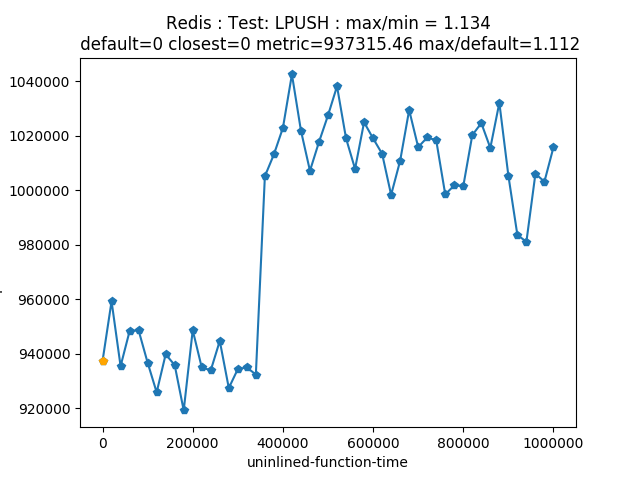 Redis : Test: LPUSH : max/min = 1.134
default=0 closest=0 metric=937315.46 max/default=1.112
1040000
1020000
1000000
980000
960000
940000
920000
0 200000 400000 600000 800000 1000000
uninlined-function-time